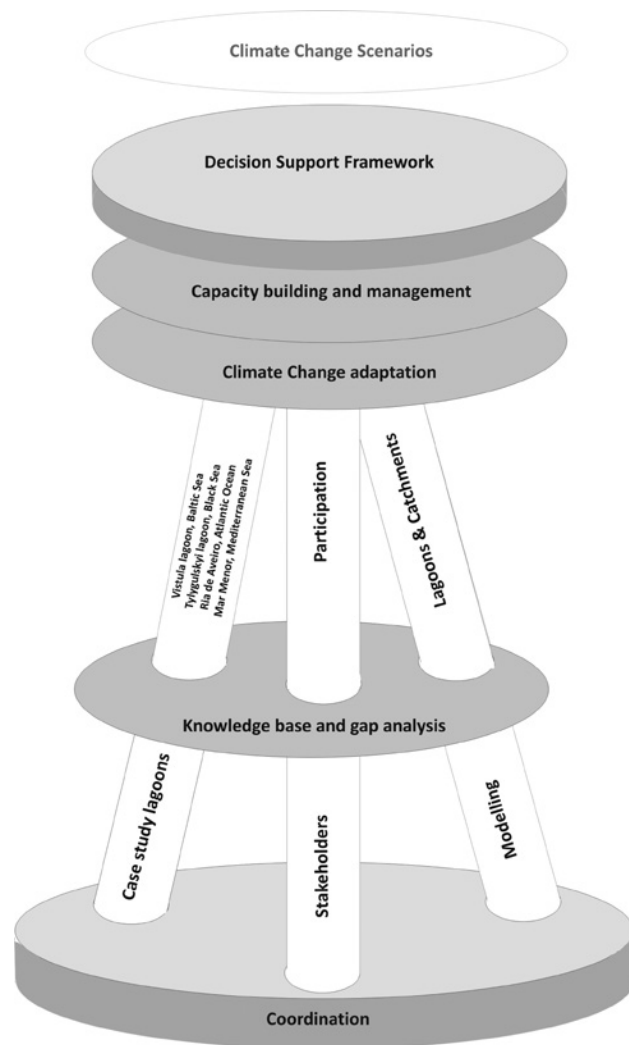 Climate Change Scenarios
Decision Support Framework
Capacity building and management
Climate Change adaptation
Vistula lagoon, Baltic Sea
Tylygulskyi lagoon, Black Sea
Ria de Aveiro, Atlantic Ocean
Mar Menor, Mediterranean Sea
Participation
Lagoons & Catchments
Knowledge base and gap analysis
Case study lagoons
Stakeholders
Modelling
Coordination